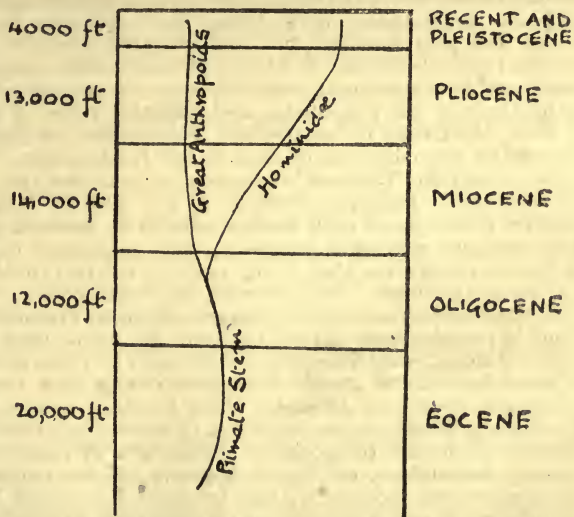 4000 ft
RECENT AND
PLEISTOCENE
13,000 ft
PLIOCENE
Great Anthropoids
Hominidæ
14,000 ft
MIOCENE
12,000 ft
OLIGOCENE
20,000 ft
Primate Stem
EOCENE